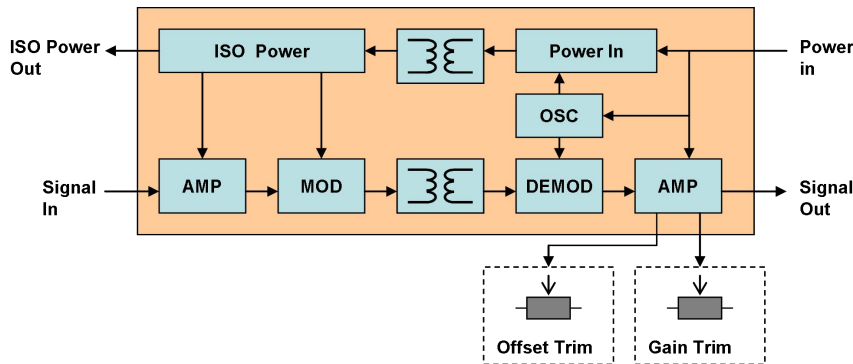 ISO Power
Out
ISO Power
Power In
Power
in
OSC
Signal
In
AMP
MOD
DEMOD
AMP
Signal
Out
Offset Trim
Gain Trim